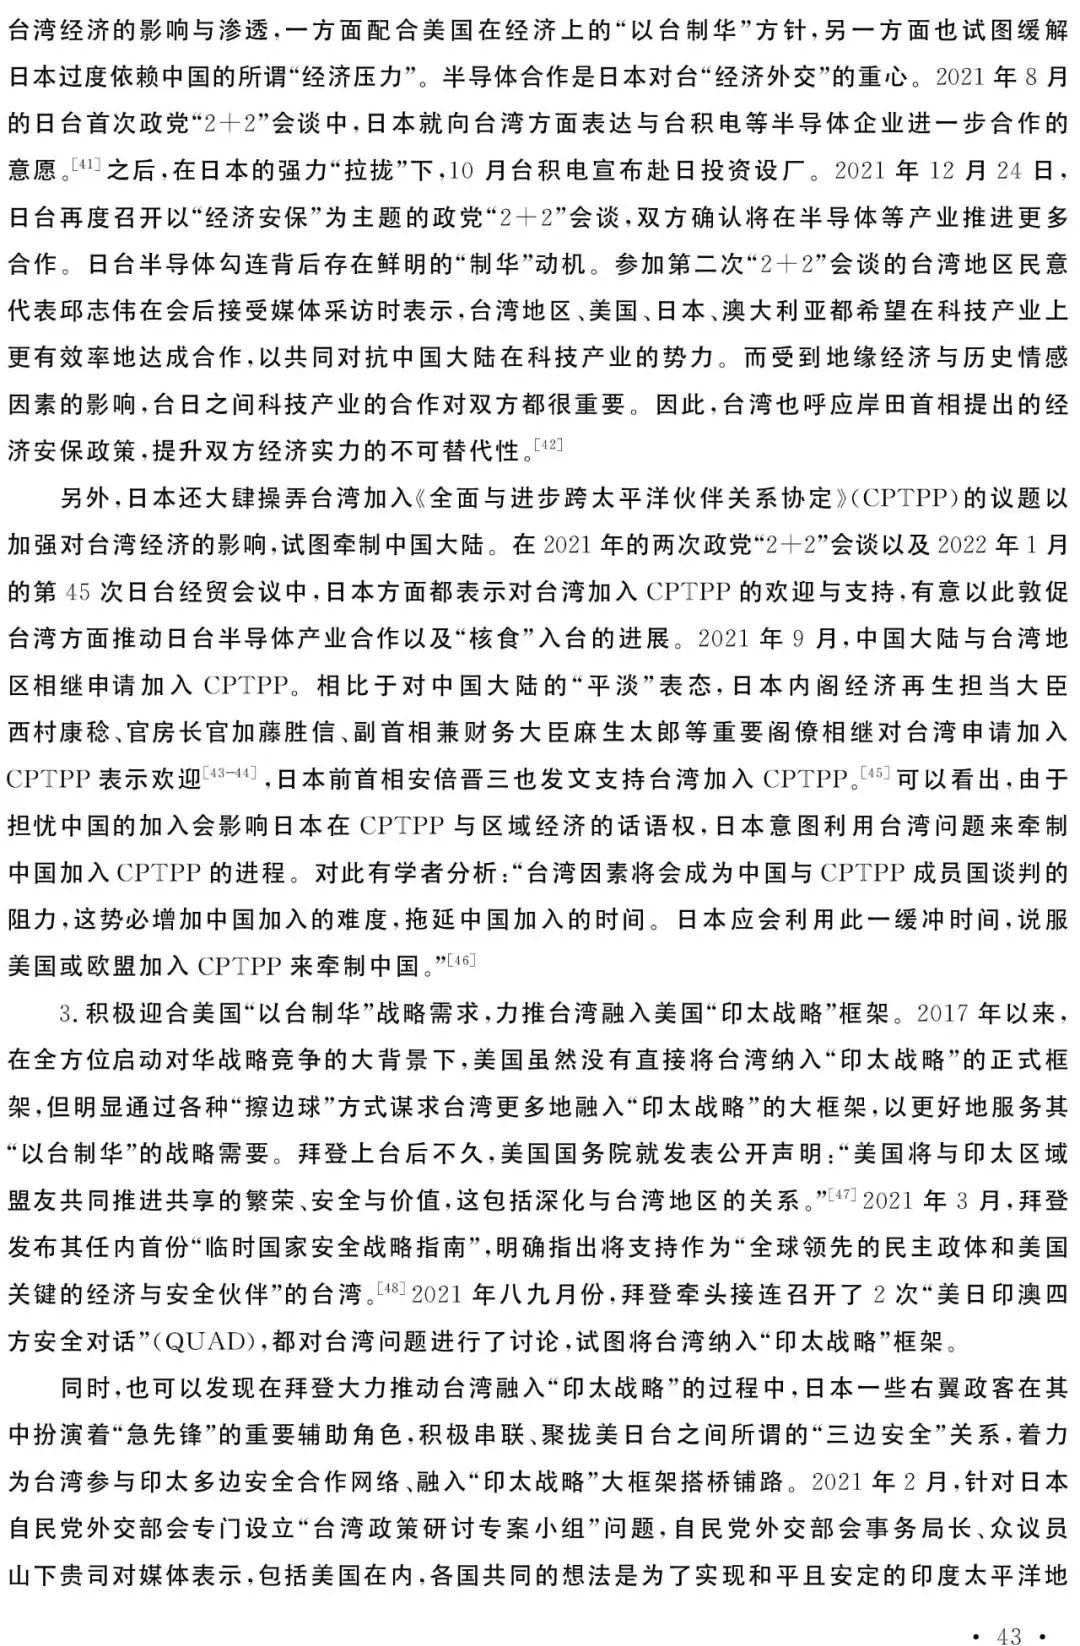 台湾经济的影响与渗透,一方面配合美国在经济上的“以台制华”方针,另一方面也试图缓解
日本过度依赖中国的所谓“经济压力”。半导体合作是日本对台“经济外交”的重心。2021 年 8 月
的日台首次政党“2+2”会谈中,日本就向台湾方面表达与台积电等半导体企业进一步合作的
意愿。[41]之后,在日本的强力“拉拢”下,10 月台积电宣布赴日投资设厂。2021 年 12 月 24 日,
日台再度召开以“经济安保”为主题的政党“2+2”会谈,双方确认将在半导体等产业推进更多
合作。日台半导体勾连背后存在鲜明的“制华”动机。参加第二次“2+2”会谈的台湾地区民意
代表邱志伟在会后接受媒体采访时表示,台湾地区、美国、日本、澳大利亚都希望在科技产业上
更有效率地达成合作,以共同对抗中国大陆在科技产业的势力。而受到地缘经济与历史情感
因素的影响,台日之间科技产业的合作对双方都很重要。因此,台湾也呼应岸田首相提出的经
济安保政策,提升双方经济实力的不可替代性。[42]
另外,日本还大肆操弄台湾加入《全面与进步跨太平洋伙伴关系协定》(CPTPP)的议题以
加强对台湾经济的影响,试图牵制中国大陆。在 2021 年的两次政党“2+2”会谈以及 2022 年 1 月
的第 45 次日台经贸会议中,日本方面都表示对台湾加入 CPTPP 的欢迎与支持,有意以此敦促
台湾方面推动日台半导体产业合作以及“核食”入台的进展。2021 年 9 月,中国大陆与台湾地
区相继申请加入 CPTPP。相比于对中国大陆的“平淡”表态,日本内阁经济再生担当大臣
西村康稔、官房长官加藤胜信、副首相兼财务大臣麻生太郎等重要阁僚相继对台湾申请加入
CPTPP 表示欢迎[43-44],日本前首相安倍晋三也发文支持台湾加入 CPTPP。[45]可以看出,由于
担忧中国的加入会影响日本在 CPTPP 与区域经济的话语权,日本意图利用台湾问题来牵制
中国加入 CPTPP 的进程。对此有学者分析:“台湾因素将会成为中国与 CPTPP 成员国谈判的
阻力,这势必增加中国加入的难度,拖延中国加入的时间。日本应会利用此一缓冲时间,说服
美国或欧盟加入 CPTPP 来牵制中国。”[46]
3. 积极迎合美国“以台制华”战略需求,力推台湾融入美国“印太战略”框架。2017 年以来,
在全方位启动对华战略竞争的大背景下,美国虽然没有直接将台湾纳入“印太战略”的正式框
架,但明显通过各种“擦边球”方式谋求台湾更多地融入“印太战略”的大框架,以更好地服务其
“以台制华”的战略需要。拜登上台后不久,美国国务院就发表公开声明:“美国将与印太区域
盟友共同推进共享的繁荣、安全与价值,这包括深化与台湾地区的关系。”[47]2021 年 3 月,拜登
发布其任内首份“临时国家安全战略指南”,明确指出将支持作为“全球领先的民主政体和美国
关键的经济与安全伙伴”的台湾。[48]2021 年八九月份,拜登牵头接连召开了 2 次“美日印澳四
方安全对话”(QUAD),都对台湾问题进行了讨论,试图将台湾纳入“印太战略”框架。
同时,也可以发现在拜登大力推动台湾融入“印太战略”的过程中,日本一些右翼政客在其
中扮演着“急先锋”的重要辅助角色,积极串联、聚拢美日台之间所谓的“三边安全”关系,着力
为台湾参与印太多边安全合作网络、融入“印太战略”大框架搭桥铺路。2021 年 2 月,针对日本
自民党外交部会专门设立“台湾政策研讨专案小组”问题,自民党外交部会事务局长、众议员
山下贵司对媒体表示,包括美国在内,各国共同的想法是为了实现和平且安定的印度太平洋地
· 43 ·